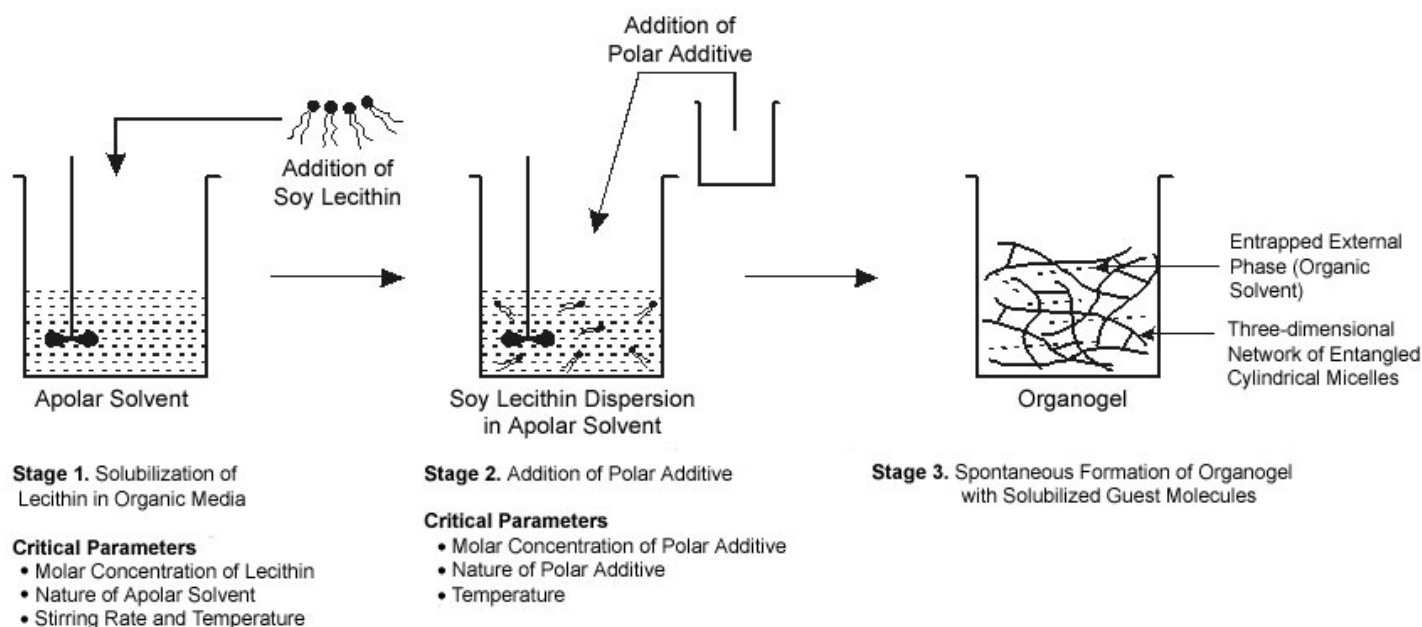 Addition of
Polar Additive
Addition of
Soy Lecithin
Apolar Solvent
Soy Lecithin Dispersion
in Apolar Solvent
Organogel
Entrapped External
Phase (Organic
Solvent)
Three-dimensional
Network of Entangled
Cylindrical Micelles
Stage 1. Solubilization of
Lecithin in Organic Media
Critical Parameters
• Molar Concentration of Lecithin
• Nature of Apolar Solvent
• Stirring Rate and Temperature
Stage 2. Addition of Polar Additive
Critical Parameters
• Molar Concentration of Polar Additive
• Nature of Polar Additive
• Temperature
Stage 3. Spontaneous Formation of Organogel
with Solubilized Guest Molecules